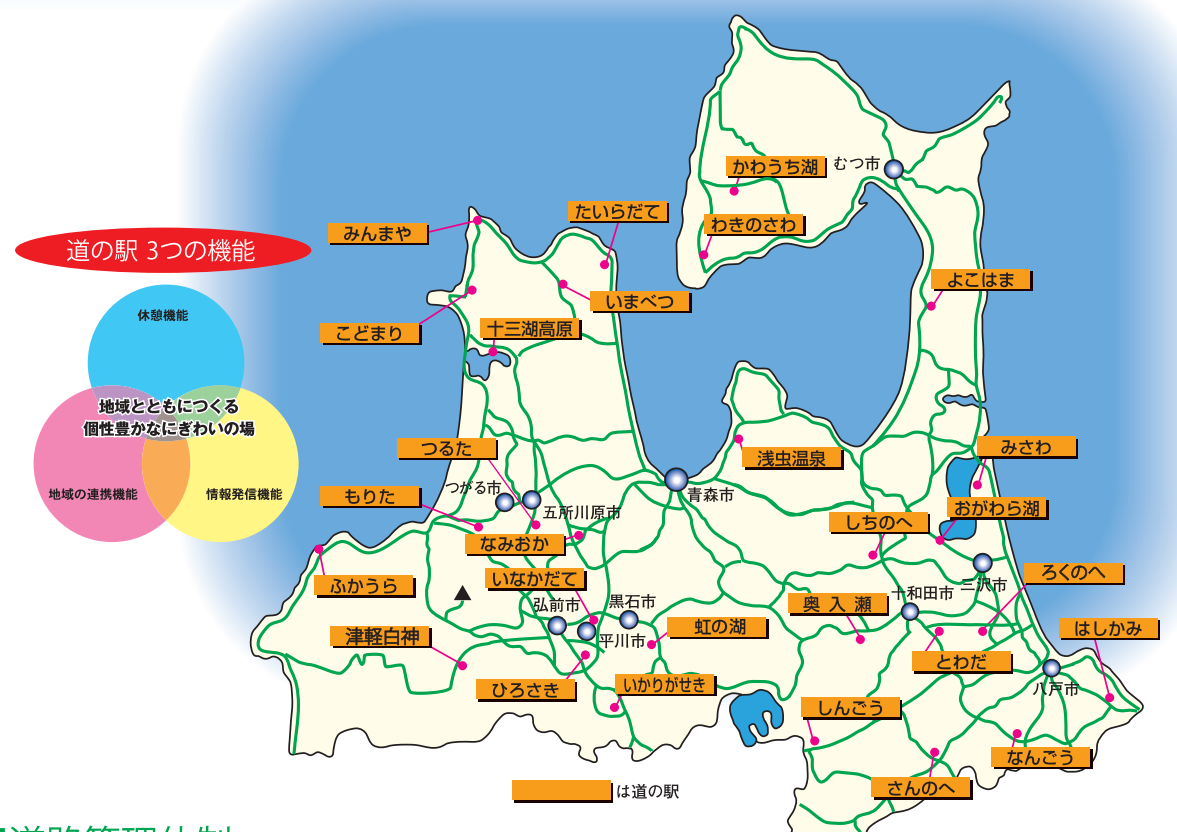 かわうち湖
むつ市
たいらだて
みんまや
わきのさわ
道の駅 3つの機能
よこはま
いまべつ
休憩機能
こどまり
十三湖高原
地域とともにつくる
個性豊かなにぎわいの場
つるた
浅虫温泉
みさわ
つがる市
地域の連携機能
情報発信機能
もりた
青森市
五所川原市
おがわら湖
しちのへ
なみおか
ふかうら
いなかだて
三沢市
ろくのへ
十和田市
弘前市
黒石市
奥入瀬
津軽白神
平川市
虹の湖
はしかみ
とわだ
いかりがせき
ひろさき
八戸市
しんごう
なんごう
さんのへ
は道の駅
道路管理体制